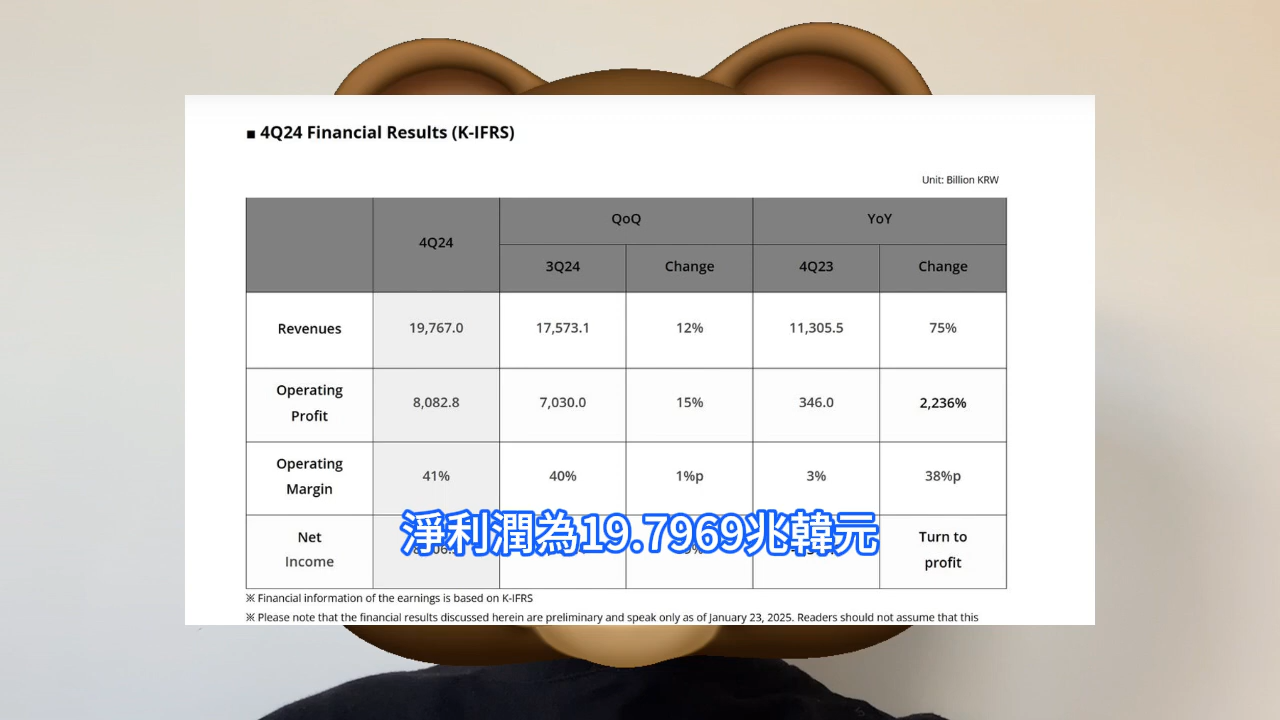 ■ 4Q24 Financial Results (K-IFRS)
Unit: Billion KRW
4Q24
QoQ
YoY
3Q24
Change
4Q23
Change
Revenues
19,767.0
17,573.1
12%
11,305.5
75%
Operating
Profit
8,082.8
7,030.0
15%
346.0
2,236%
Operating
Margin
41%
40%
1%p
3%
38%p
Net
Income
Turn to
profit
淨利潤為19.7969兆韓元
※ Financial information of the earnings is based on K-IFRS
※ Please note that the financial results discussed herein are preliminary and speak only as of January 23, 2025. Readers should not assume that this